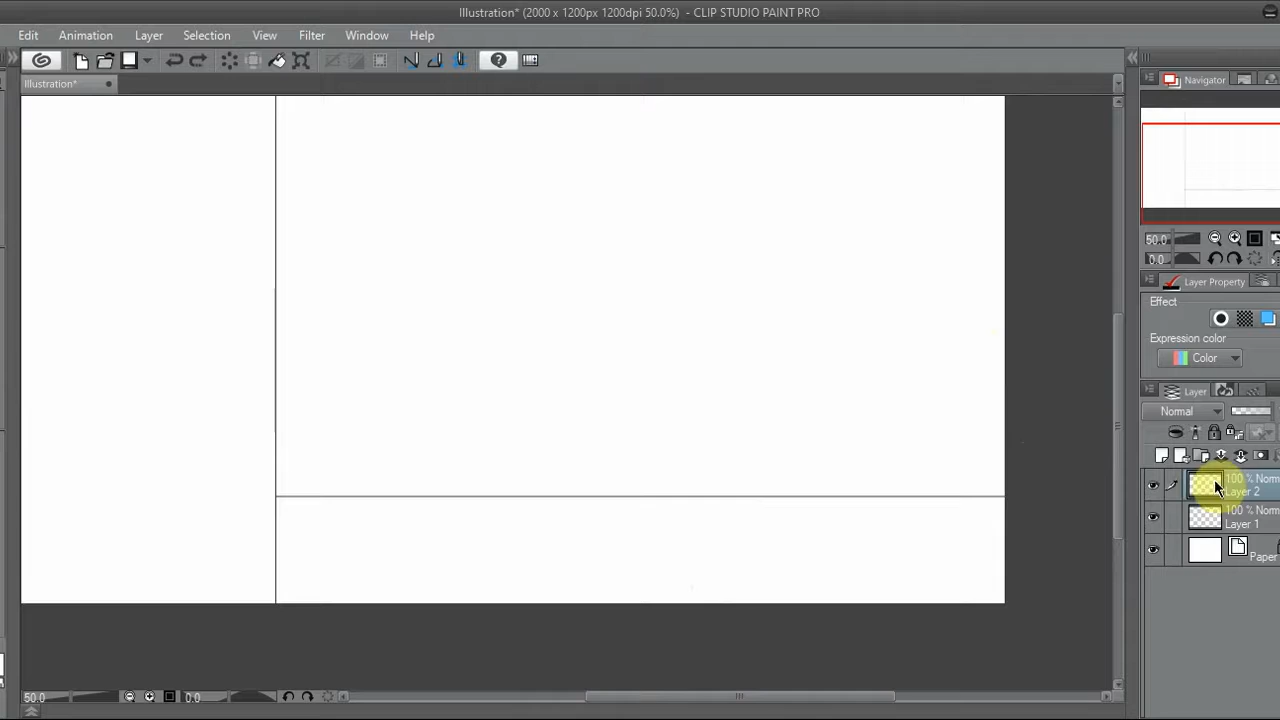 Illustration* (2000 x 1200px 1200dpi 50.0%) - CLIP STUDIO PAINT PRO
Edit Animation Layer Selection View Filter Window Help
Illustration*
Navigator
50.0
0.0
Layer Property
Effect
Expression color
Color
Layer
Normal
100 % Norm
Layer 2
100 % Norm
Layer 1
Paper
50.0 0.0